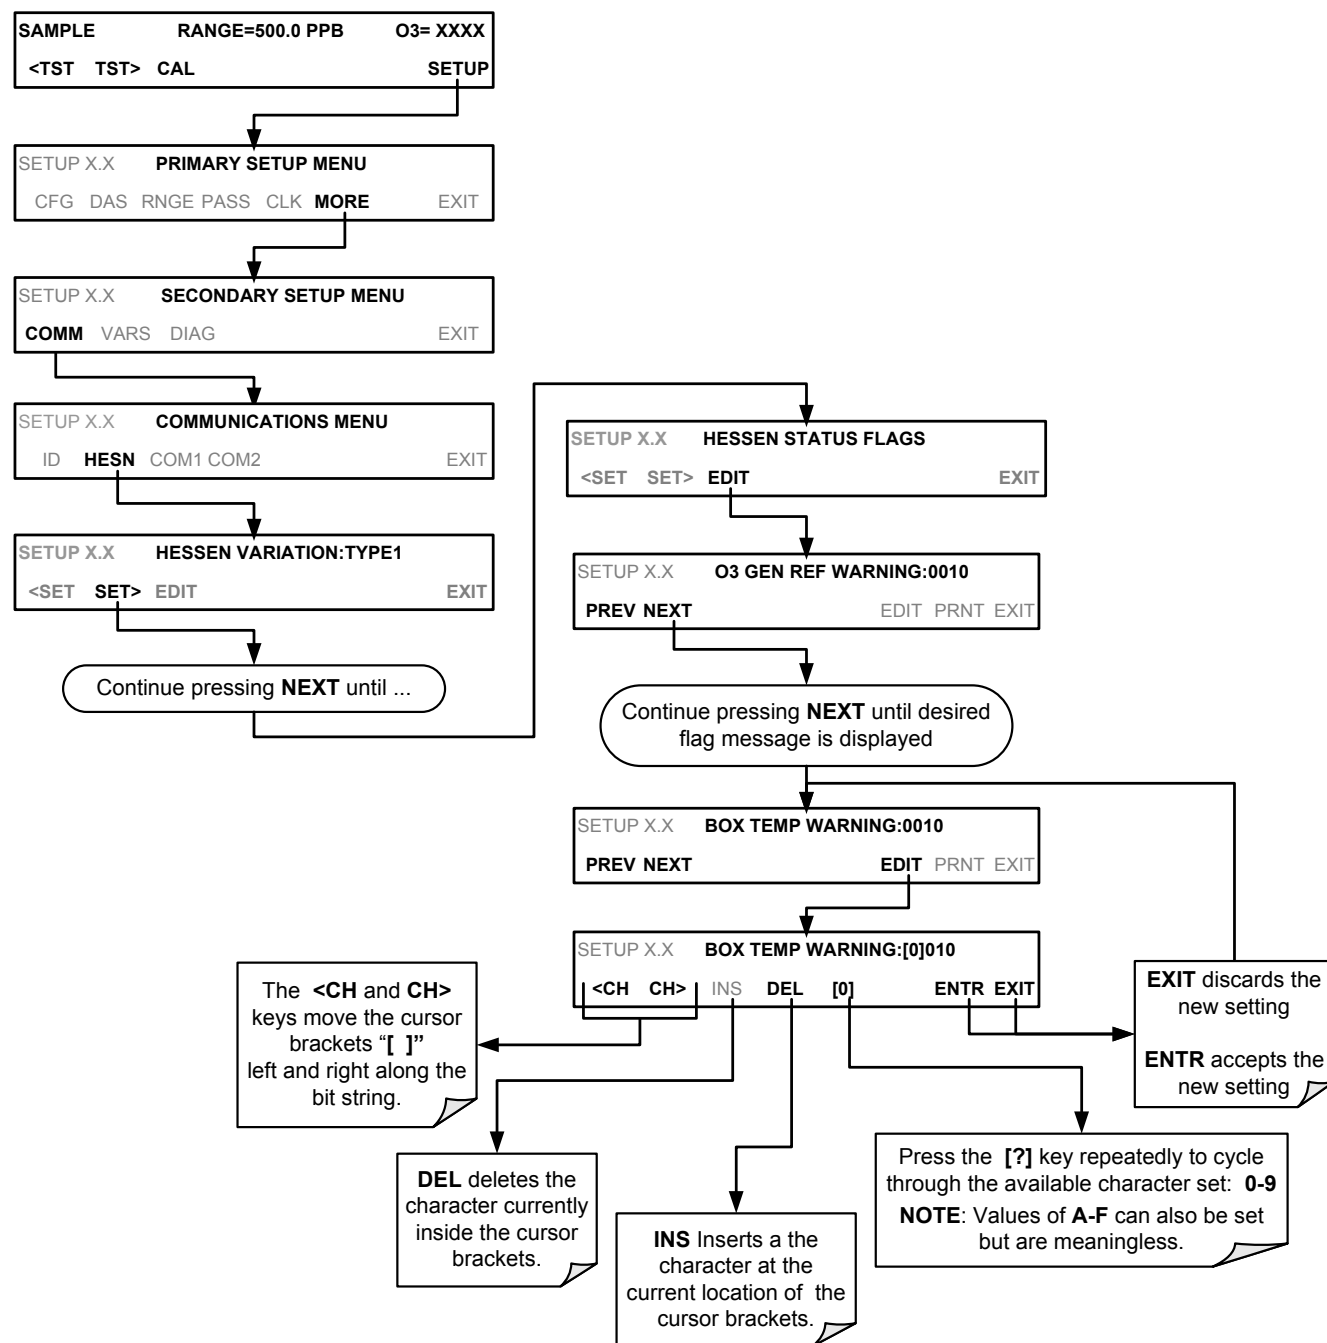 SAMPLE RANGE=500.0 PPB O3= XXXX
<TST TST> CAL SETUP
SETUP X.X PRIMARY SETUP MENU
CFG DAS RNGE PASS CLK MORE EXIT
SETUP X.X SECONDARY SETUP MENU
COMM VARS DIAG EXIT
SETUP X.X COMMUNICATIONS MENU
ID HESN COM1 COM2 EXIT
SETUP X.X HESSEN VARIATION:TYPE1
<SET SET> EDIT EXIT
Continue pressing NEXT until ...
SETUP X.X HESSEN STATUS FLAGS
<SET SET> EDIT EXIT
SETUP X.X O3 GEN REF WARNING:0010
PREV NEXT EDIT PRNT EXIT
Continue pressing NEXT until desired
flag message is displayed
SETUP X.X BOX TEMP WARNING:0010
PREV NEXT EDIT PRNT EXIT
SETUP X.X BOX TEMP WARNING:[0]010
<CH CH> INS DEL [0] ENTR EXIT
The <CH and CH>
keys move the cursor
brackets “[ ]”
left and right along the
bit string.
DEL deletes the
character currently
inside the cursor
brackets.
INS Inserts a the
character at the
current location of the
cursor brackets.
Press the [?] key repeatedly to cycle
through the available character set: 0-9
NOTE: Values of A-F can also be set
but are meaningless.
EXIT discards the
new setting
ENTR accepts the
new setting